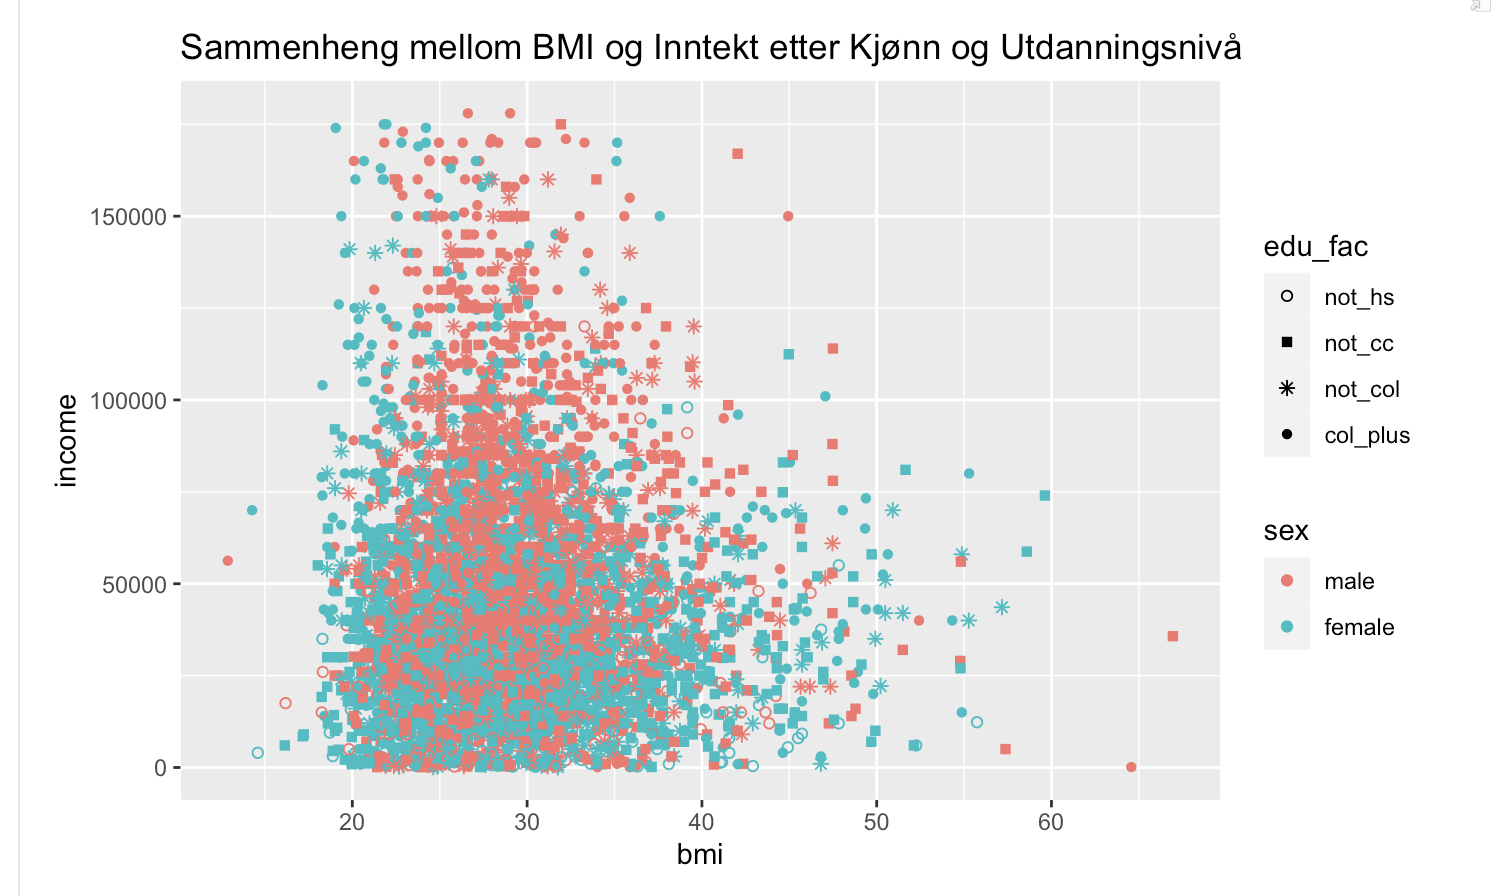 Sammenheng mellom BMI og Inntekt etter Kjønn og Utdanningsnivå
150000
100000
50000
0
income
20 30 40 50 60
bmi
edu_fac
not_hs
not_cc
not_col
col_plus
sex
male
female